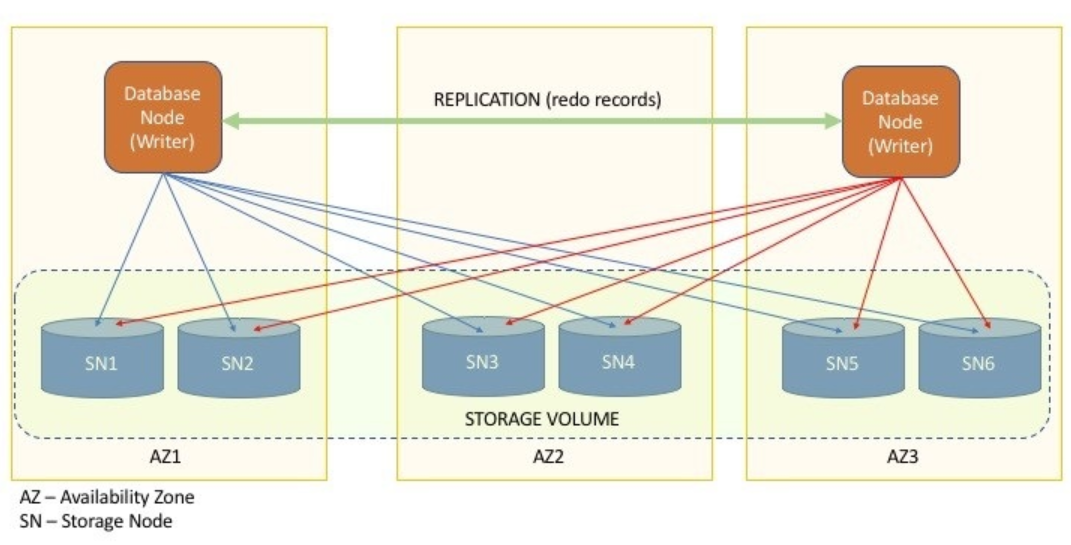 Database
Node
(Writer)
REPLICATION (redo records)
Database
Node
(Writer)
SN1
SN2
SN3
SN4
SN5
SN6
STORAGE VOLUME
AZ1
AZ2
AZ3
AZ – Availability Zone
SN – Storage Node